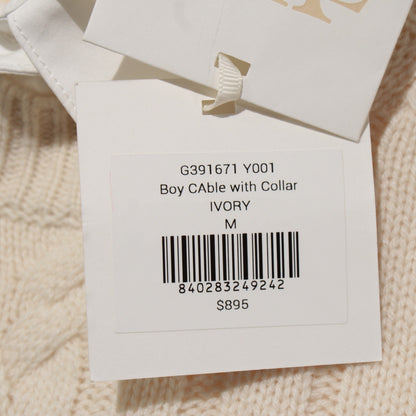 G391671 Y001
Boy CAble with Collar
IVORY
M
840283249242
$895